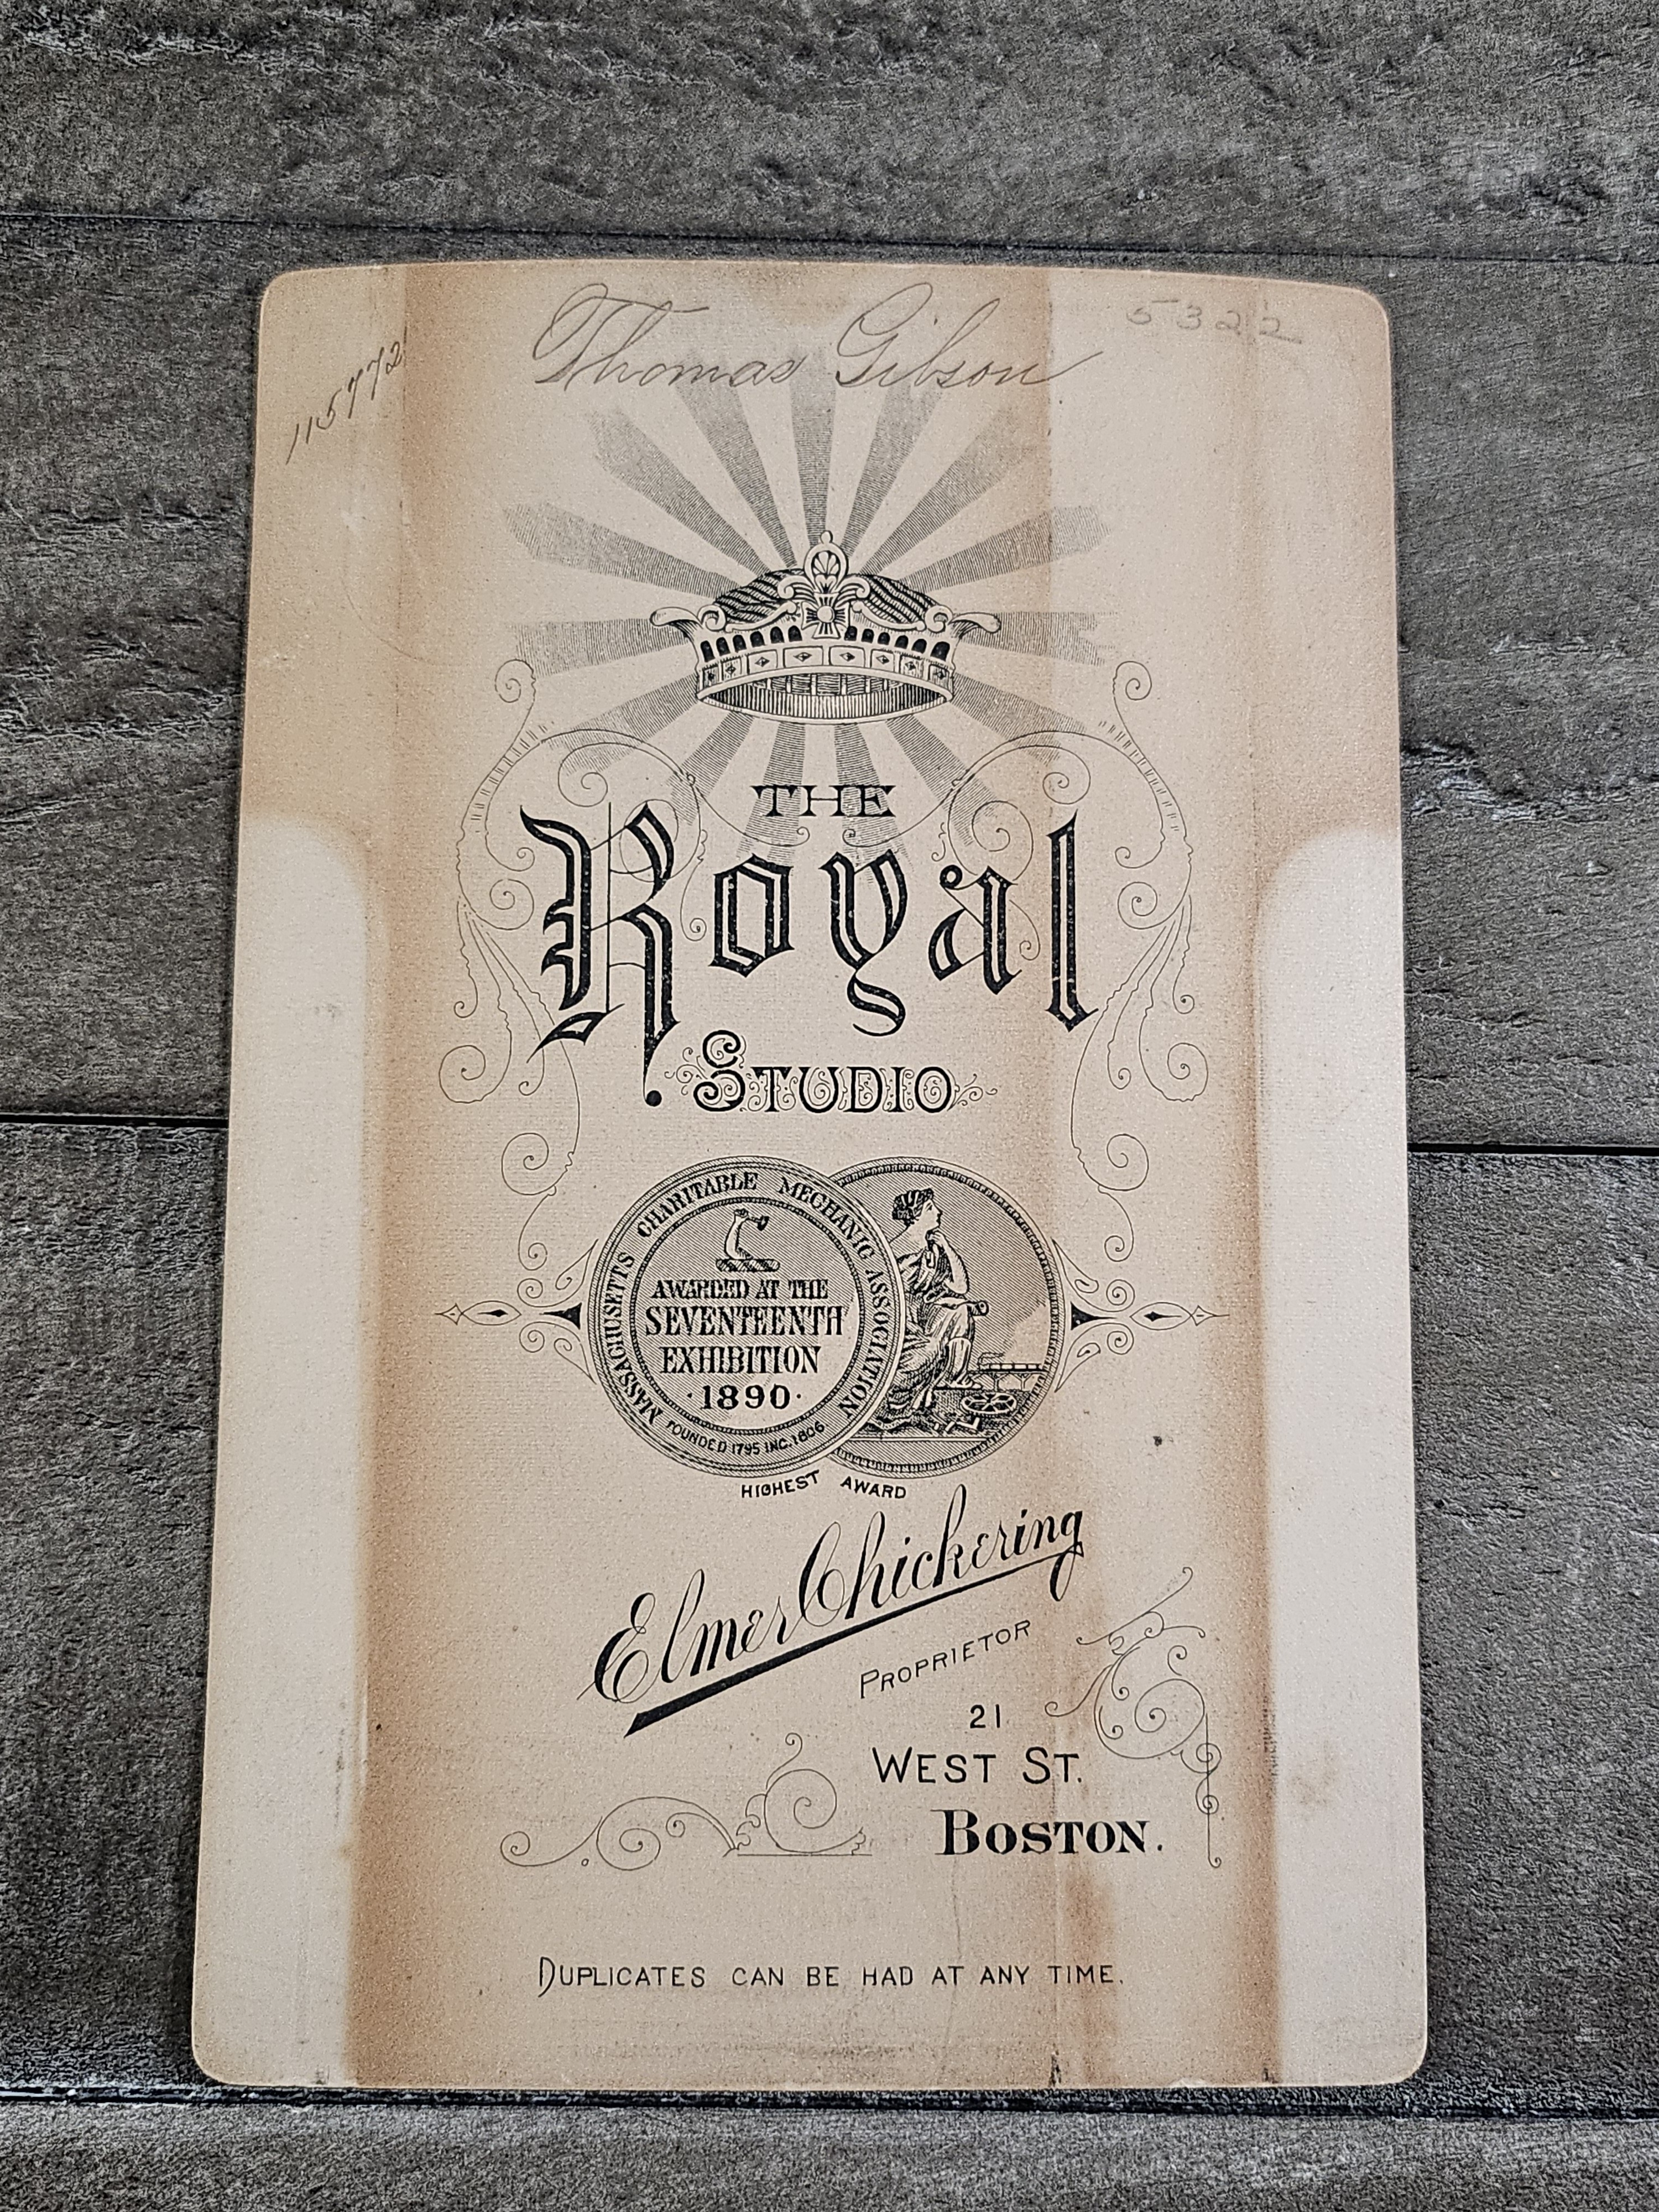 Thomas Gibson
5322
115772
THE
Royal
STUDIO
MASSACHUSETTS CHARITABLE MECHANIC ASSOCIATION
AWARDED AT THE
SEVENTEENTH
EXHIBITION
·1890·
FOUNDED 1795 INC. 1806
HIGHEST AWARD
Elmer Chickering
PROPRIETOR
21
WEST ST.
BOSTON.
DUPLICATES CAN BE HAD AT ANY TIME.